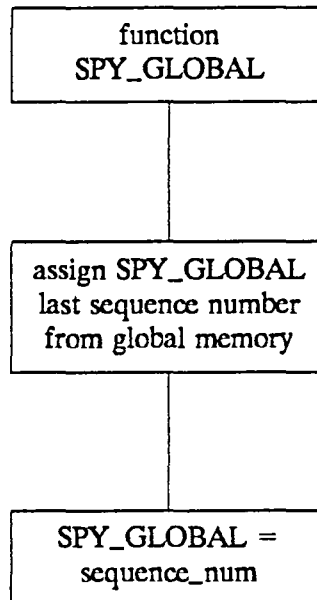 function
SPY_GLOBAL
assign SPY_GLOBAL
last sequence number
from global memory
SPY_GLOBAL =
sequence_num